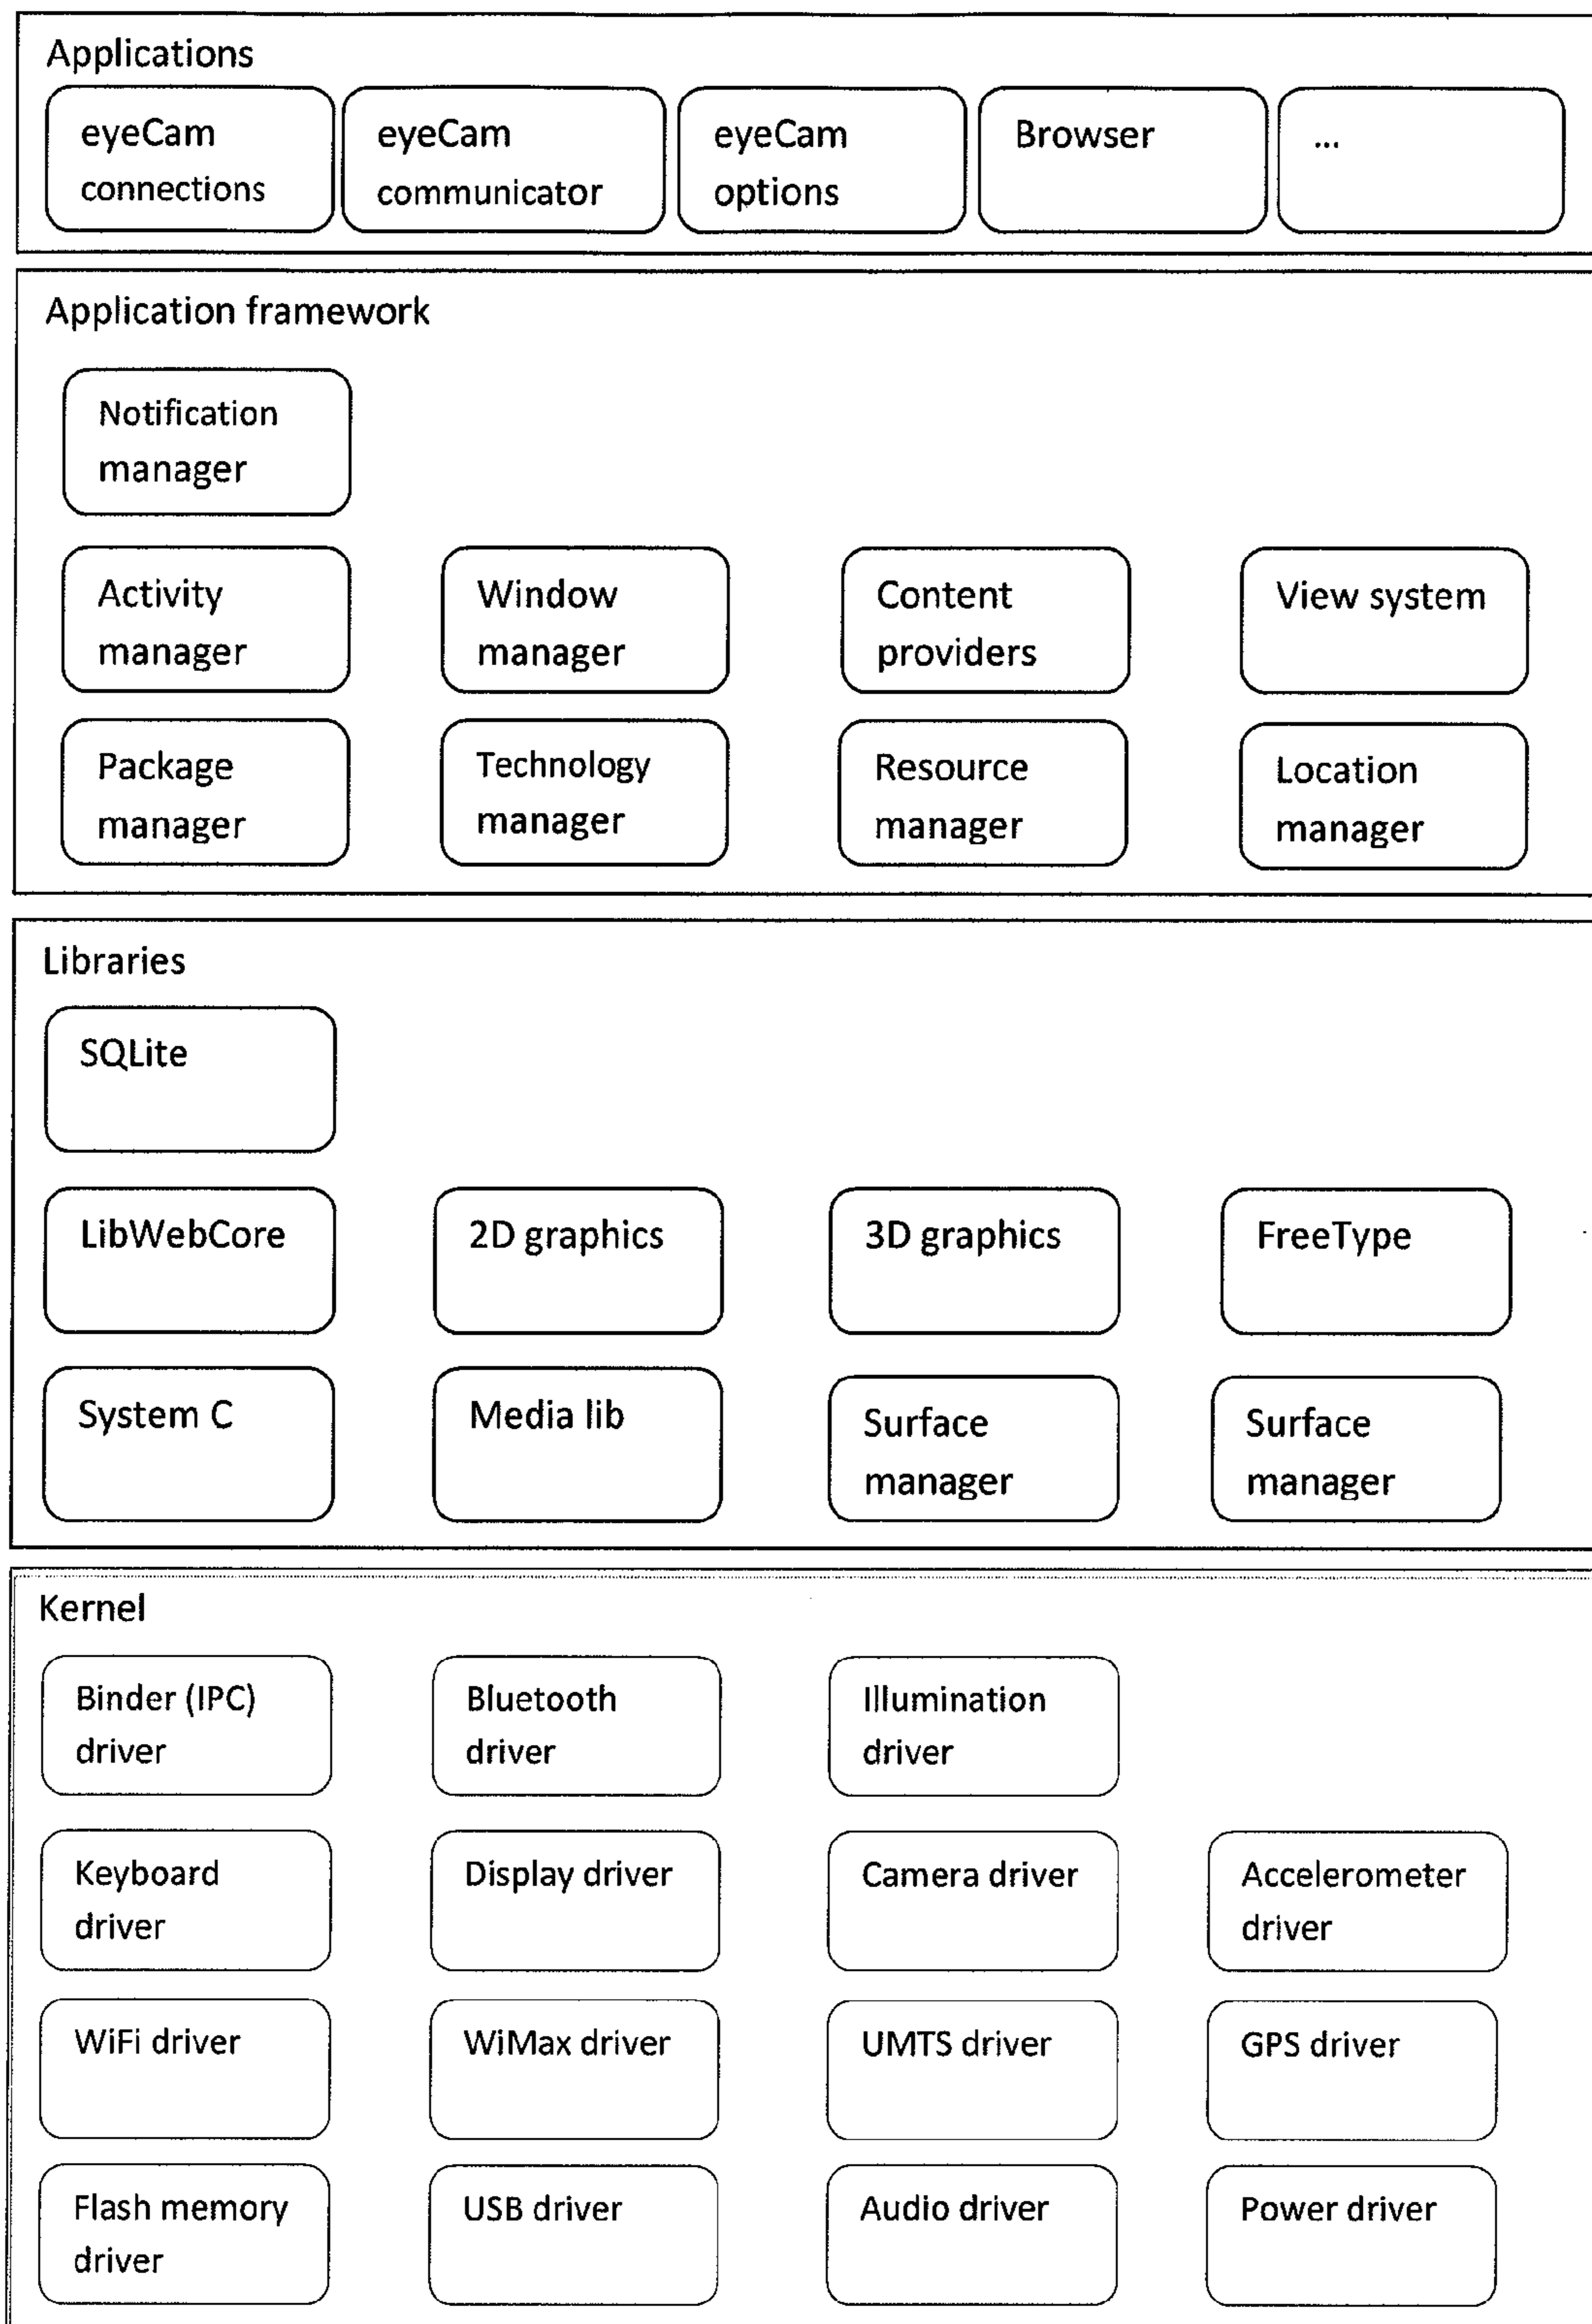 Applications
eyeCam
connections
eyeCam
communicator
eyeCam
options
Browser
...
Application framework
Notification
manager
Activity
manager
Window
manager
Content
providers
View system
Package
manager
Technology
manager
Resource
manager
Location
manager
Libraries
SQLite
LibWebCore
2D graphics
3D graphics
FreeType
System C
Media lib
Surface
manager
Surface
manager
Kernel
Binder (IPC)
driver
Bluetooth
driver
Illumination
driver
Keyboard
driver
Display driver
Camera driver
Accelerometer
driver
WiFi driver
WiMax driver
UMTS driver
GPS driver
Flash memory
driver
USB driver
Audio driver
Power driver